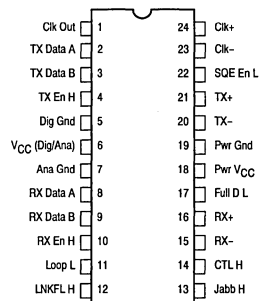 Clk Out 1 24 Clk+
TX Data A 2 23 Clk–
TX Data B 3 22 SQE En L
TX En H 4 21 TX+
Dig Gnd 5 20 TX–
VCC (Dig/Ana) 6 19 Pwr Gnd
Ana Gnd 7 18 Pwr VCC
RX Data A 8 17 Full D L
RX Data B 9 16 RX+
RX En H 10 15 RX–
Loop L 11 14 CTL H
LNKFL H 12 13 Jabb H